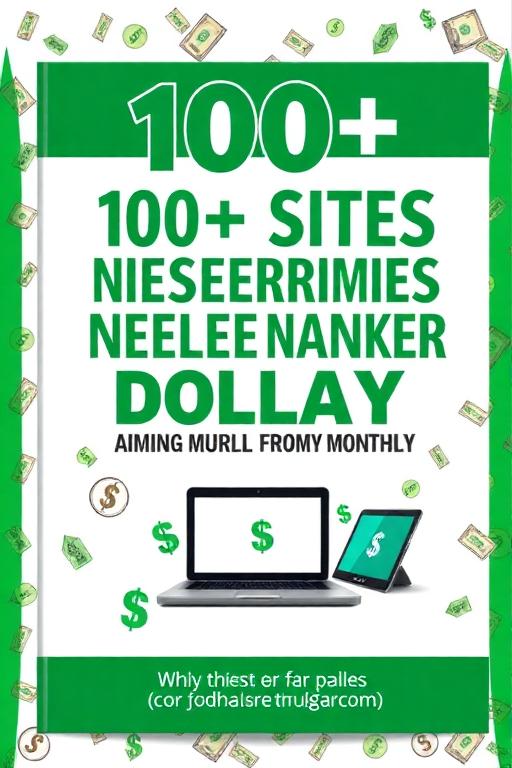 100+
100+ SITES
NIESEERRIMIES
NEELEE NANKER
DOLLAY
AIMING MURLL FROMY MONTHLY
$
$
$
$
$
$
Whly thiest er far palles
(cor fodhalsre trulgarcom)